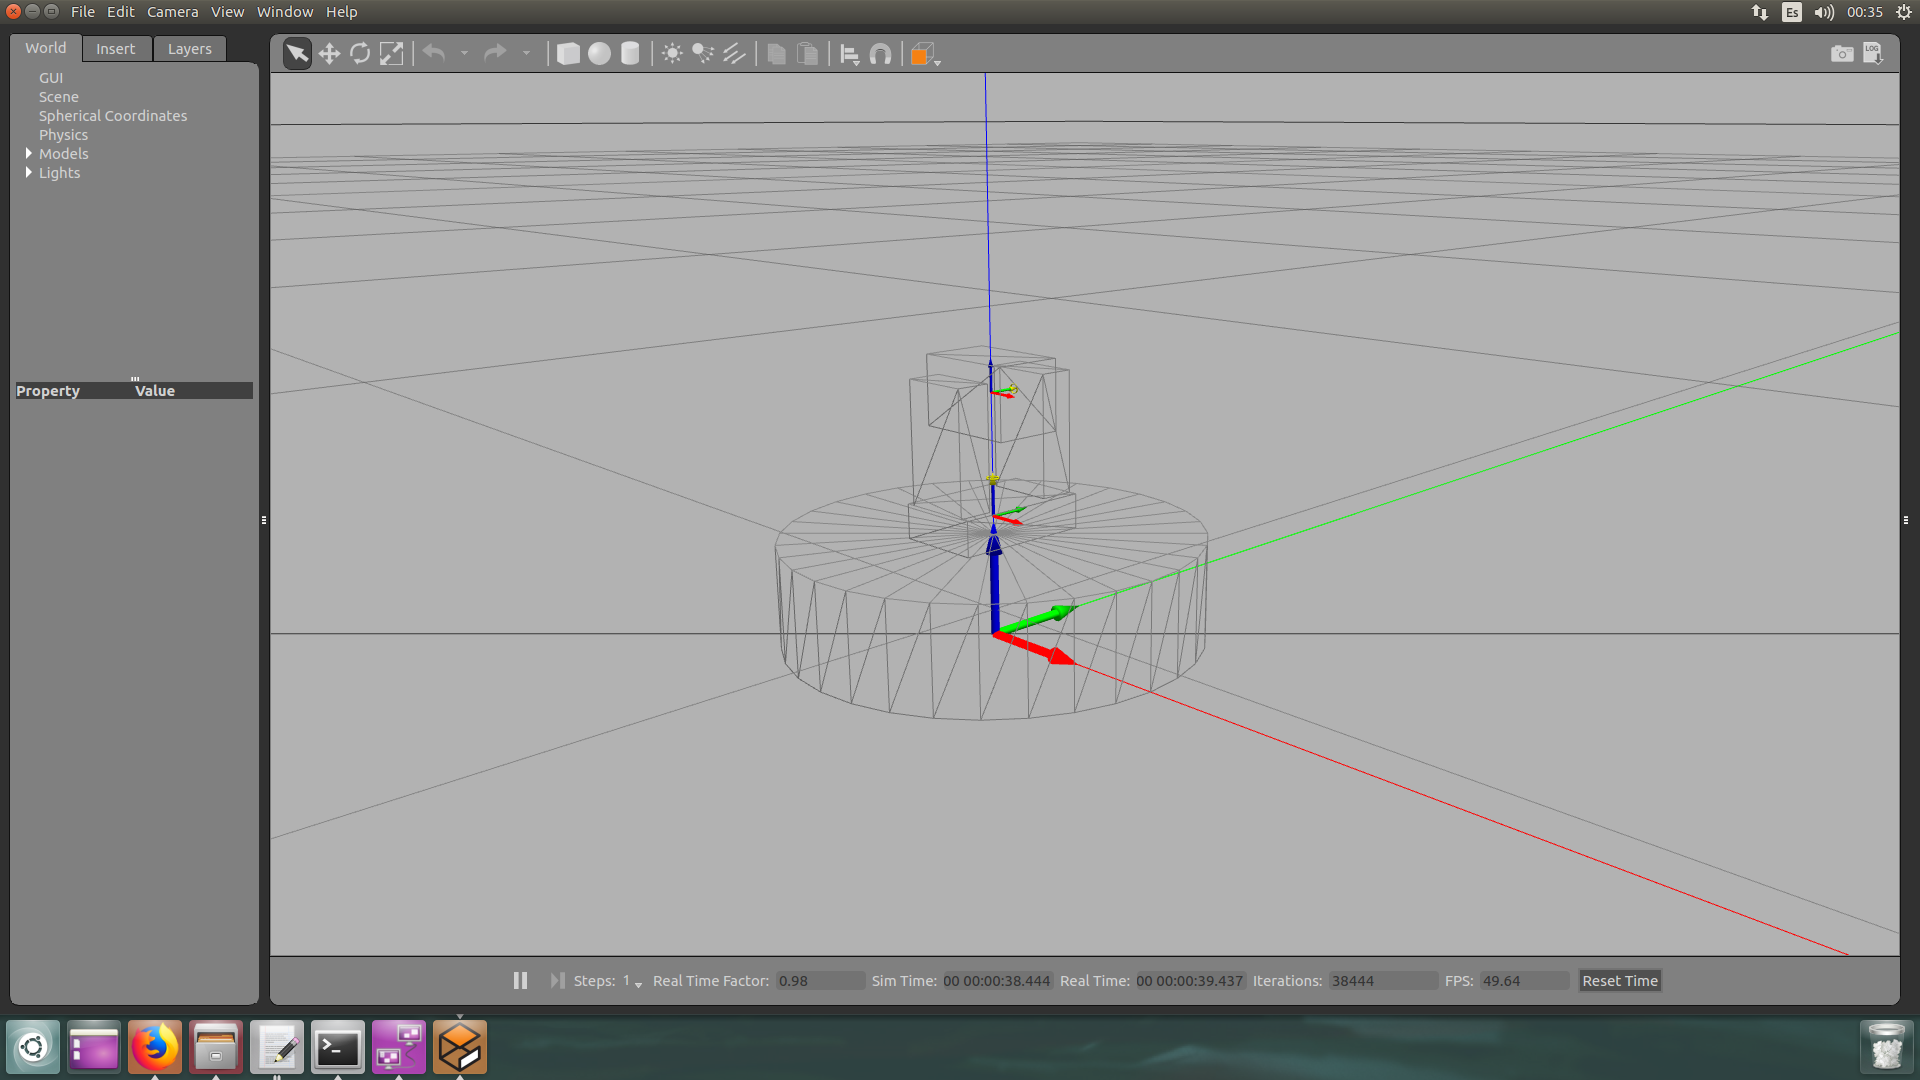 File Edit Camera View Window Help
Es 00:35
World Insert Layers
LOG
GUI
Scene
Spherical Coordinates
Physics
Models
Lights
Property Value
Steps: 1 Real Time Factor: 0.98 Sim Time: 00 00:00:38.444 Real Time: 00 00:00:39.437 Iterations: 38444 FPS: 49.64 Reset Time